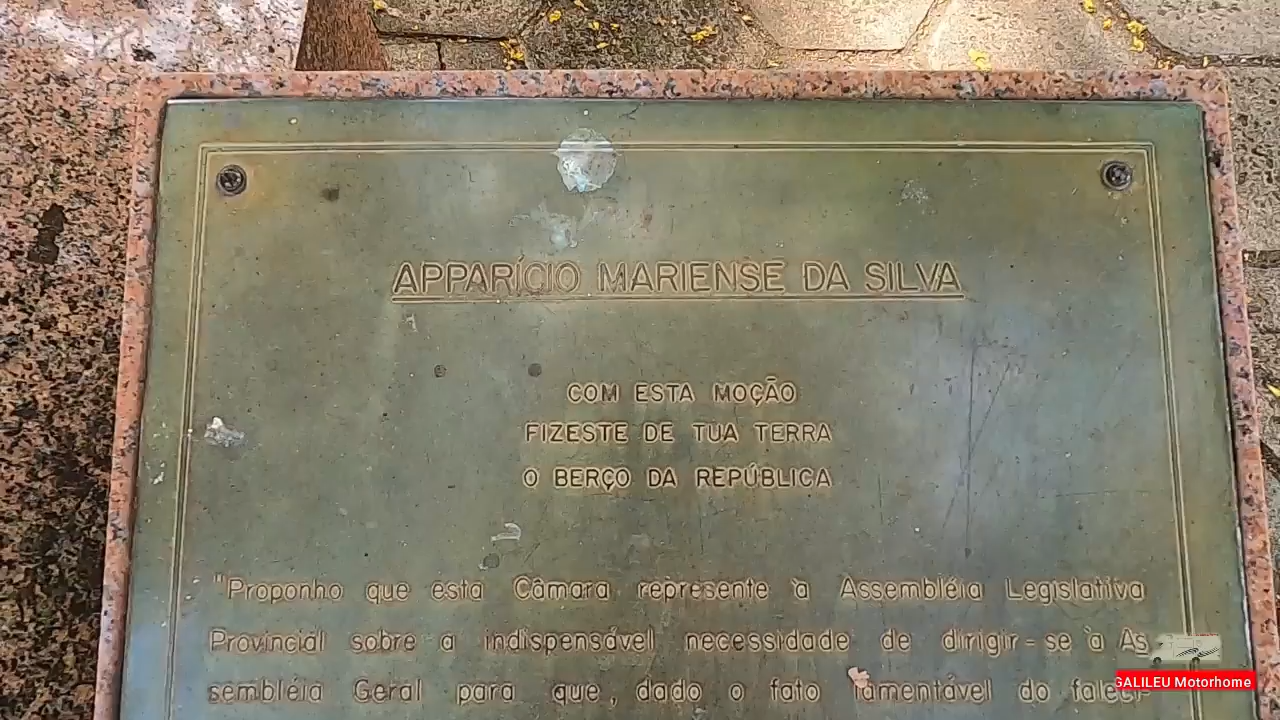 APPARÍCIO MARIENSE DA SILVA
COM ESTA MOÇÃO
FIZESTE DE TUA TERRA
O BERÇO DA REPÚBLICA
"Proponho que esta Câmara represente à Assembléia Legislativa
Provincial sobre a indispensável necessidade de dirigir-se à As
sembléia Geral para que, dado o fato lamentável do faleci-
GALILEU Motorhome